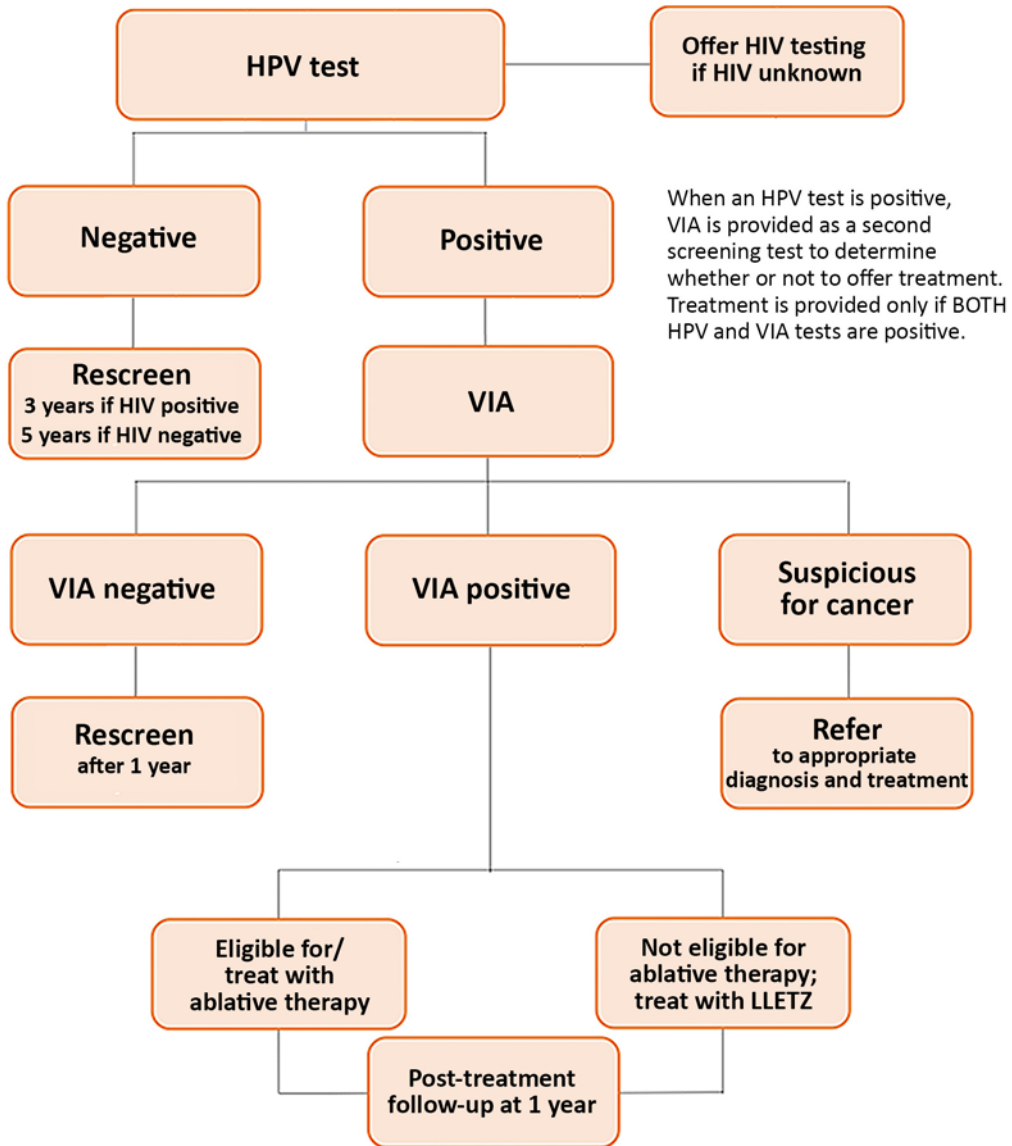 HPV test
Offer HIV testing
if HIV unknown
Negative
Positive
When an HPV test is positive,
VIA is provided as a second
screening test to determine
whether or not to offer treatment.
Treatment is provided only if BOTH
HPV and VIA tests are positive.
Rescreen
3 years if HIV positive
5 years if HIV negative
VIA
VIA negative
VIA positive
Suspicious
for cancer
Rescreen
after 1 year
Refer
to appropriate
diagnosis and treatment
Eligible for/
treat with
ablative therapy
Not eligible for
ablative therapy;
treat with LLETZ
Post-treatment
follow-up at 1 year